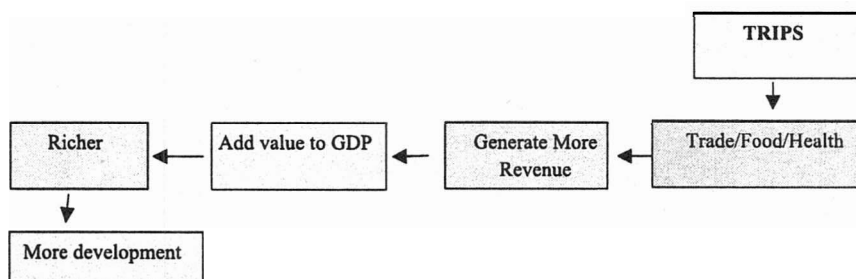 TRIPS
Trade/Food/Health
Generate More
Revenue
Add value to GDP
Richer
More development